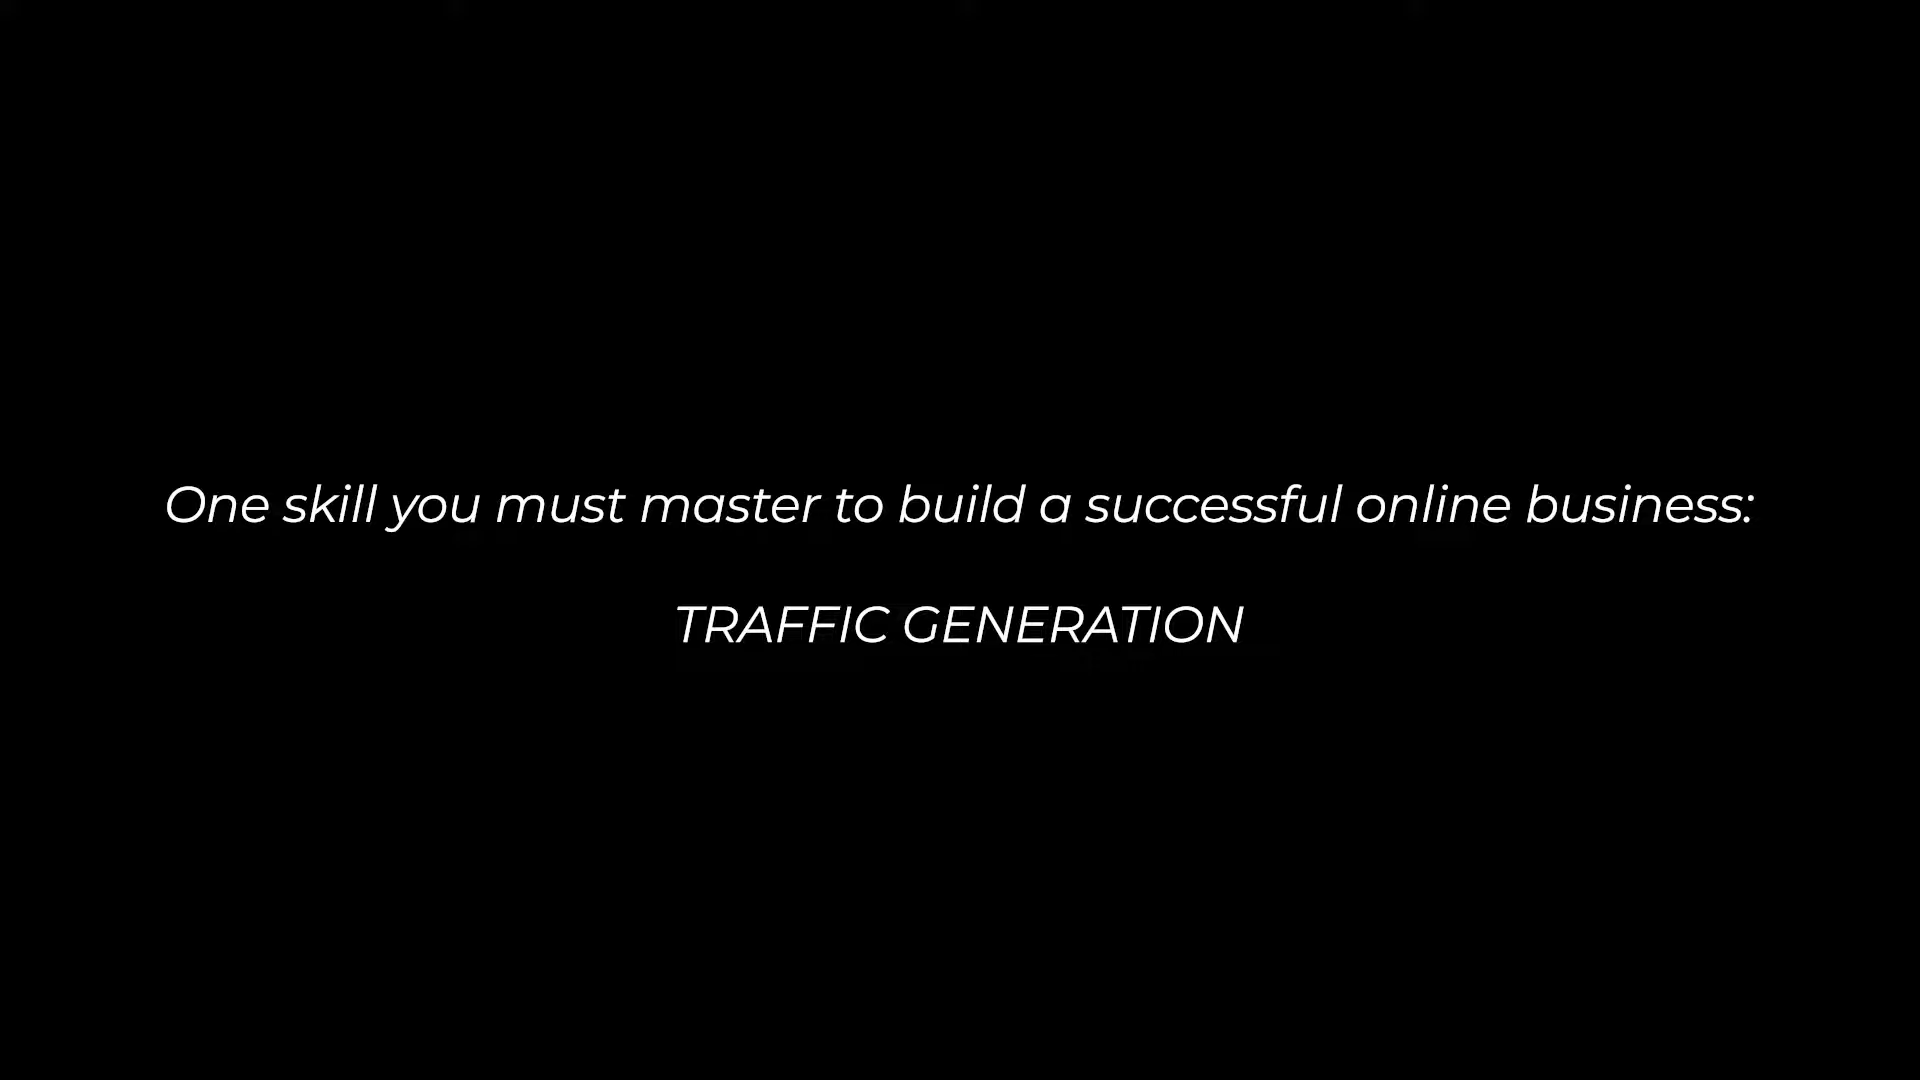 One skill you must master to build a successful online business:
TRAFFIC GENERATION